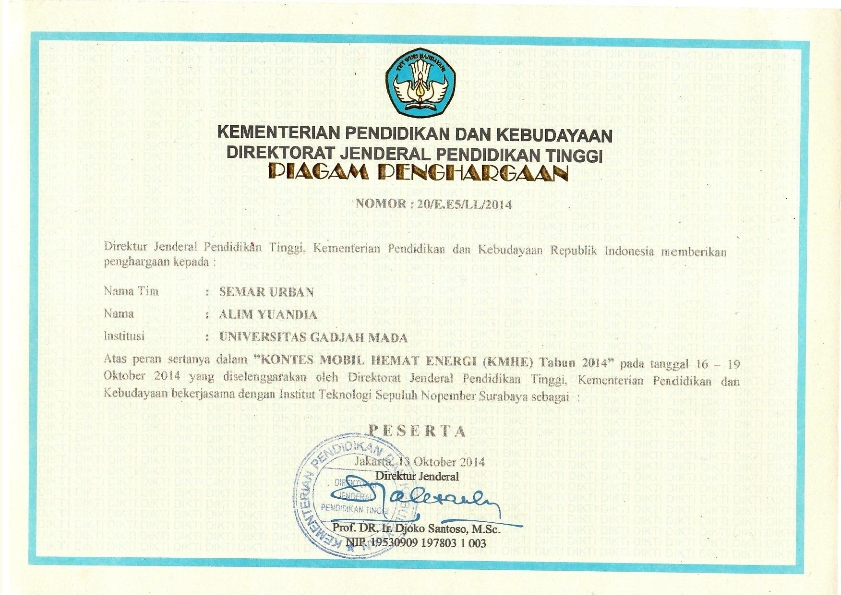 TUT WURI HANDAYANI
KEMENTERIAN PENDIDIKAN DAN KEBUDAYAAN
DIREKTORAT JENDERAL PENDIDIKAN TINGGI
PIAGAM PENGHARGAAN
NOMOR : 20/E.E5/LL/2014
Direktur Jenderal Pendidikan Tinggi, Kementerian Pendidikan dan Kebudayaan Republik Indonesia memberikan
penghargaan kepada :
Nama Tim : SEMAR URBAN
Nama : ALIM YUANDIA
Institusi : UNIVERSITAS GADJAH MADA
Atas peran sertanya dalam "KONTES MOBIL HEMAT ENERGI (KMHE) Tahun 2014" pada tanggal 16 – 19
Oktober 2014 yang diselenggarakan oleh Direktorat Jenderal Pendidikan Tinggi, Kementerian Pendidikan dan
Kebudayaan bekerjasama dengan Institut Teknologi Sepuluh Nopember Surabaya sebagai :
PESERTA
Jakarta, 13 Oktober 2014
Direktur Jenderal
KEMENTERIAN PENDIDIKAN DAN
JENDERAL
PENDIDIKAN TINGGI
Prof. DR. Ir. Djoko Santoso, M.Sc.
NIP. 19530909 197803 1 003